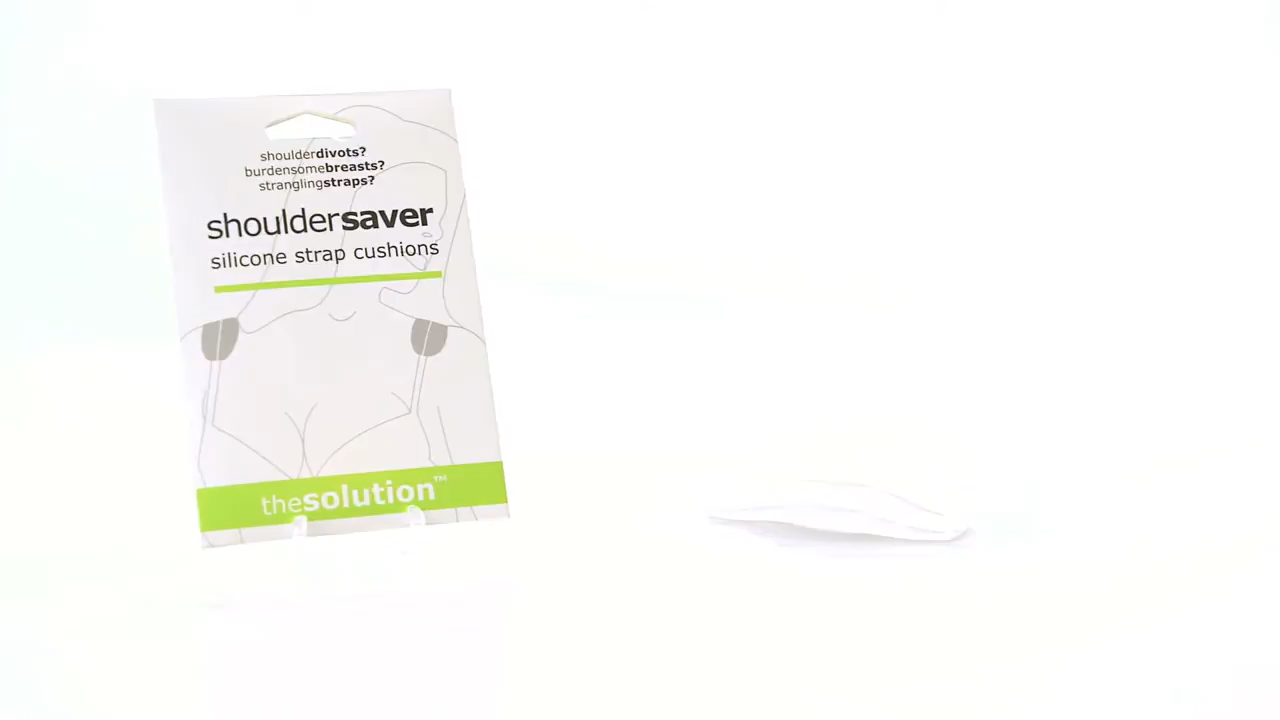 shoulderdivots?
burdensomebreasts?
stranglingstraps?
shouldersaver
silicone strap cushions
thesolution™